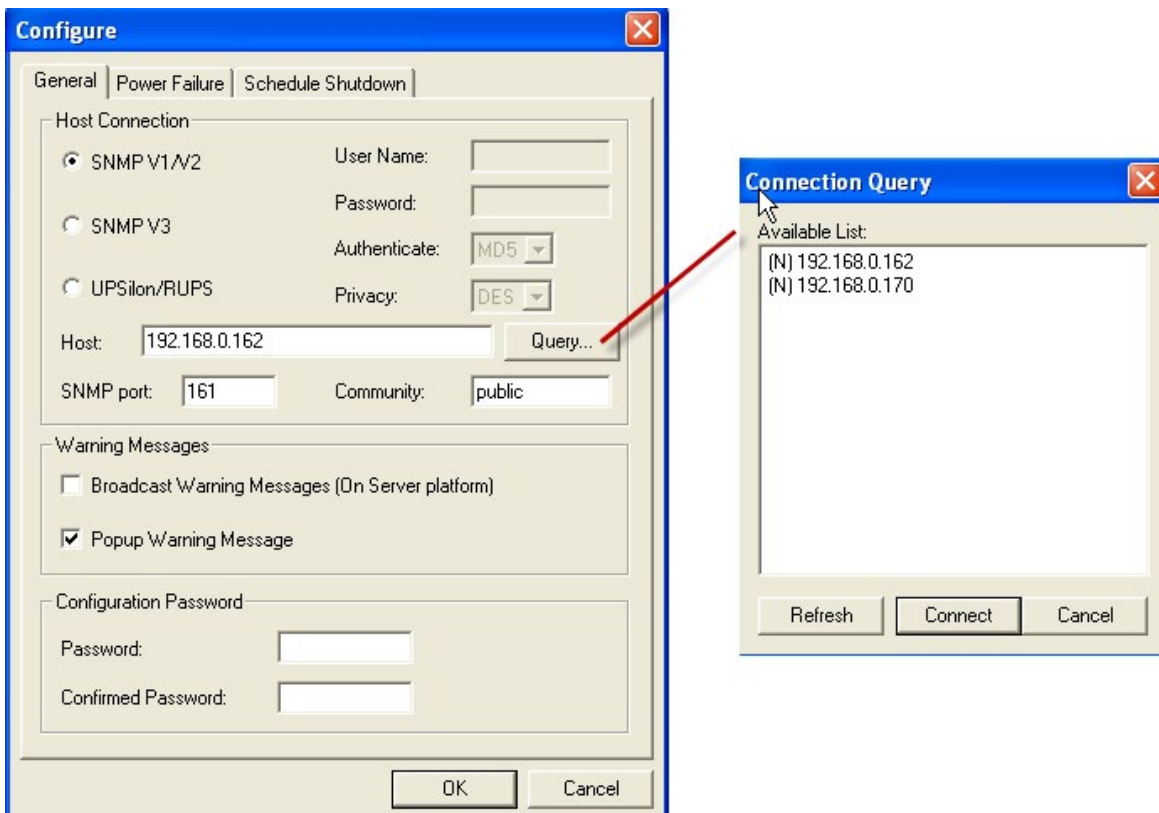 Configure
General
Power Failure
Schedule Shutdown
Host Connection
SNMP V1/V2
User Name:
Password:
SNMP V3
Authenticate:
MD5
UPSilon/RUPS
Privacy:
DES
Host:
192.168.0.162
Query...
SNMP port:
161
Community:
public
Warning Messages
Broadcast Warning Messages (On Server platform)
Popup Warning Message
Configuration Password
Password:
Confirmed Password:
OK
Cancel
Connection Query
Available List:
(N) 192.168.0.162
(N) 192.168.0.170
Refresh
Connect
Cancel